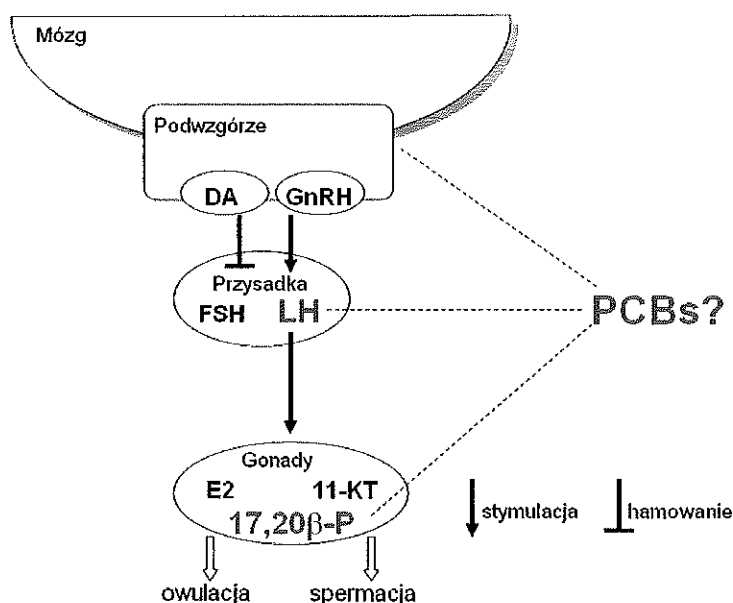 Mózg
Podwzgórze
DA GnRH
Przysadka
FSH LH
PCBs?
Gonady
E2 11-KT
17,20β-P
stymulacja hamowanie
owulacja spermacja